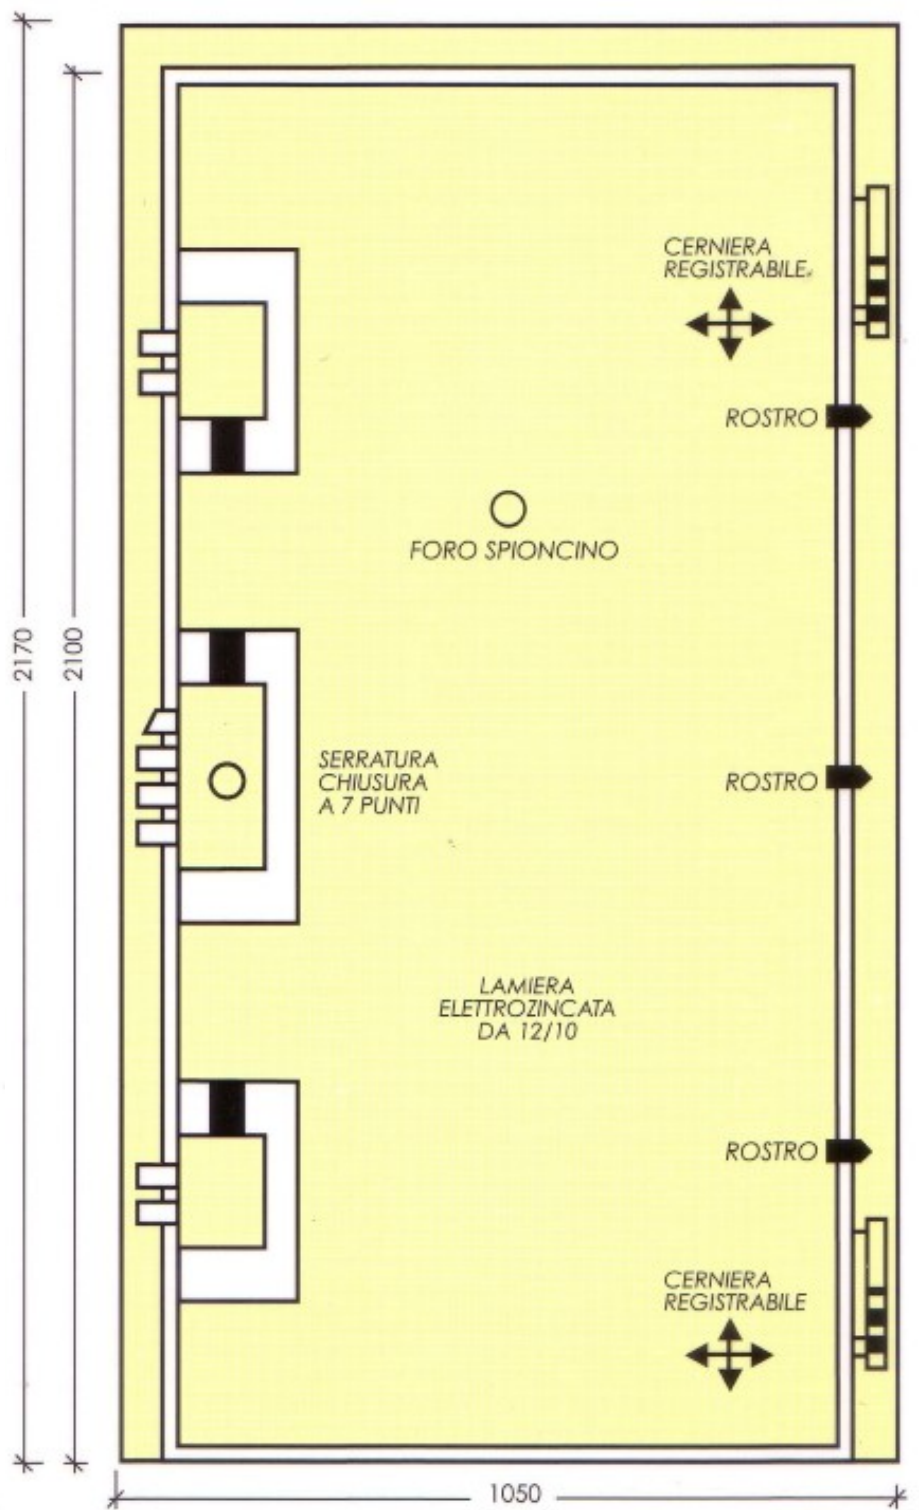 CERNIERA
REGISTRABILE
ROSTRO
FORO SPIONCINO
2170
2100
SERRATURA
CHIUSURA
A 7 PUNTI
ROSTRO
LAMIERA
ELETTROZINCATA
DA 12/10
ROSTRO
CERNIERA
REGISTRABILE
1050